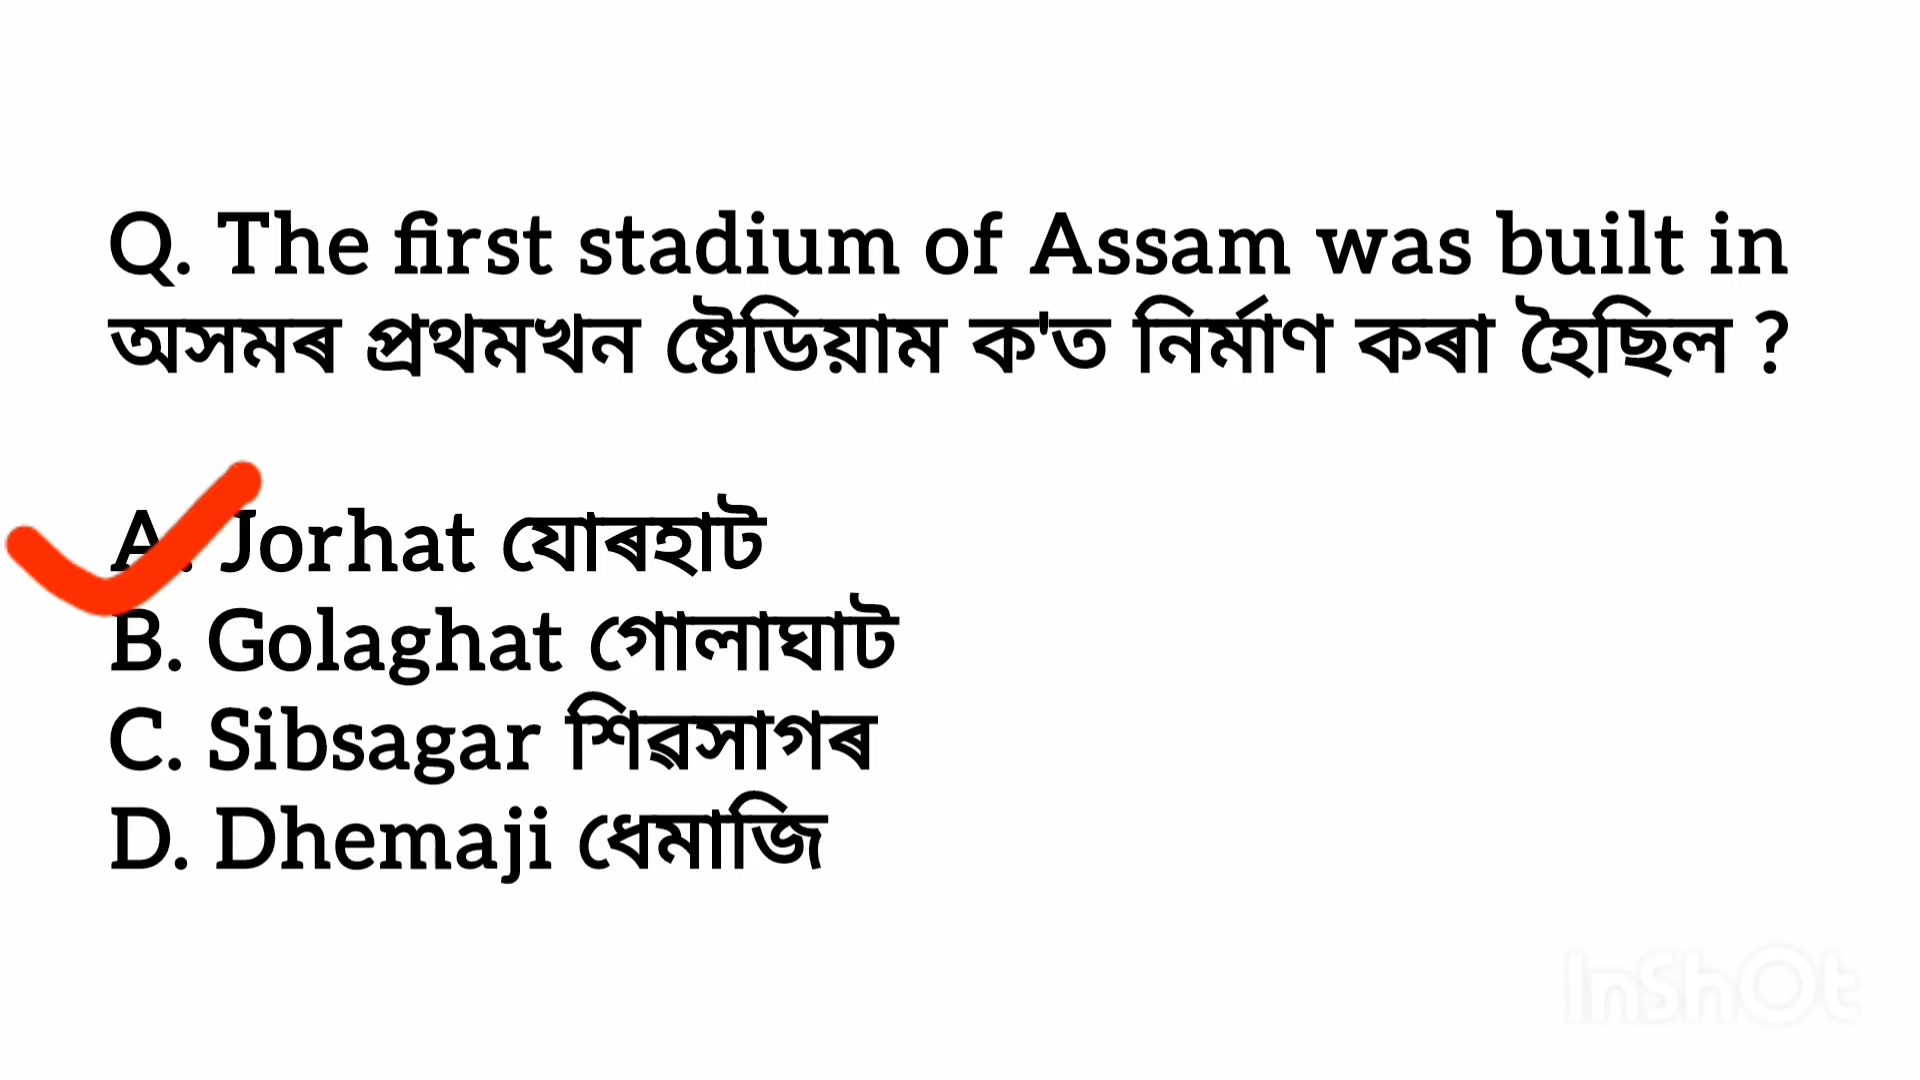 Q. The first stadium of Assam was built in
অসমৰ প্ৰথমখন ষ্টেডিয়াম ক'ত নিৰ্মাণ কৰা হৈছিল ?
A. Jorhat যোৰহাট
B. Golaghat গোলাঘাট
C. Sibsagar শিৱসাগৰ
D. Dhemaji ধেমাজি
InShOt